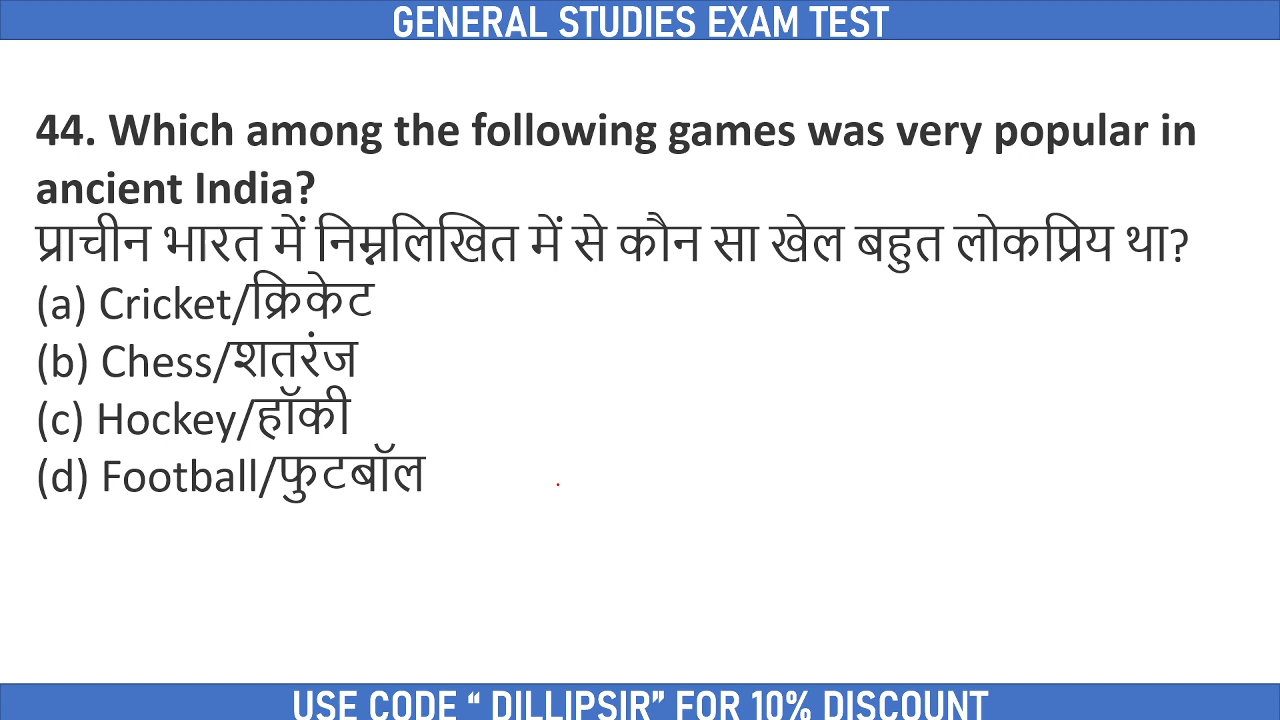 GENERAL STUDIES EXAM TEST
44. Which among the following games was very popular in
ancient India?
प्राचीन भारत में निम्नलिखित में से कौन सा खेल बहुत लोकप्रिय था?
(a) Cricket/क्रिकेट
(b) Chess/शतरंज
(c) Hockey/हॉकी
(d) Football/फुटबॉल
USE CODE “ DILLIPSIR” FOR 10% DISCOUNT